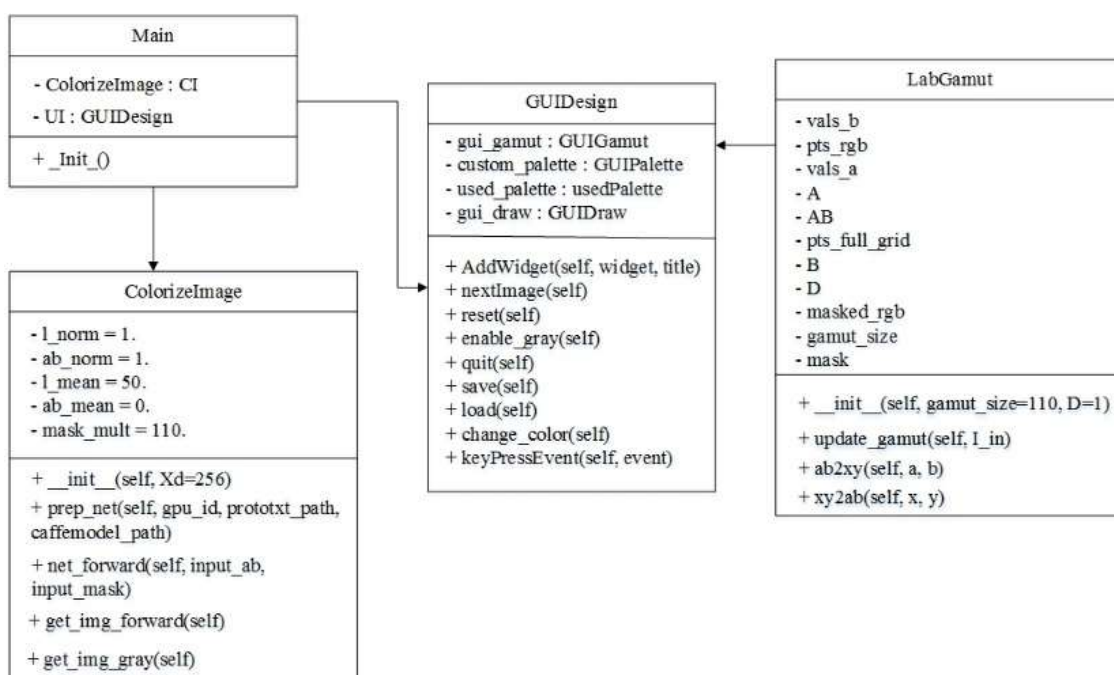 Main
- ColorizeImage : CI
- UI : GUIDesign
+ _Init_()
ColorizeImage
- l_norm = 1.
- ab_norm = 1.
- l_mean = 50.
- ab_mean = 0.
- mask_mult = 110.
+ __init__(self, Xd=256)
+ prep_net(self, gpu_id, prototxt_path,
caffemodel_path)
+ net_forward(self, input_ab,
input_mask)
+ get_img_forward(self)
+ get_img_gray(self)
GUIDesign
- gui_gamut : GUIGamut
- custom_palette : GUIPalette
- used_palette : usedPalette
- gui_draw : GUIDraw
+ AddWidget(self, widget, title)
+ nextImage(self)
+ reset(self)
+ enable_gray(self)
+ quit(self)
+ save(self)
+ load(self)
+ change_color(self)
+ keyPressEvent(self, event)
LabGamut
- vals_b
- pts_rgb
- vals_a
- A
- AB
- pts_full_grid
- B
- D
- masked_rgb
- gamut_size
- mask
+ __init__(self, gamut_size=110, D=1)
+ update_gamut(self, I_in)
+ ab2xy(self, a, b)
+ xy2ab(self, x, y)